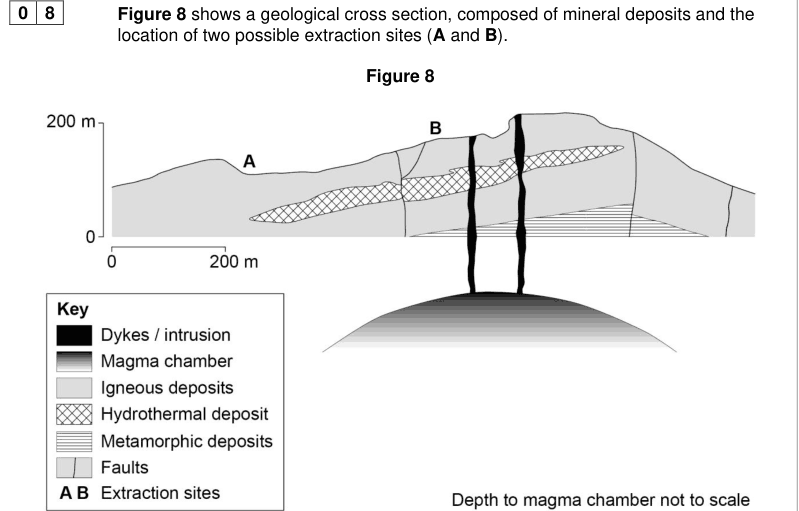 0 8
Figure 8 shows a geological cross section, composed of mineral deposits and the
location of two possible extraction sites (A and B).
Figure 8
200 m
B
A
0
0 200 m
Key
Dykes / intrusion
Magma chamber
Igneous deposits
Hydrothermal deposit
Metamorphic deposits
Faults
A B Extraction sites
Depth to magma chamber not to scale